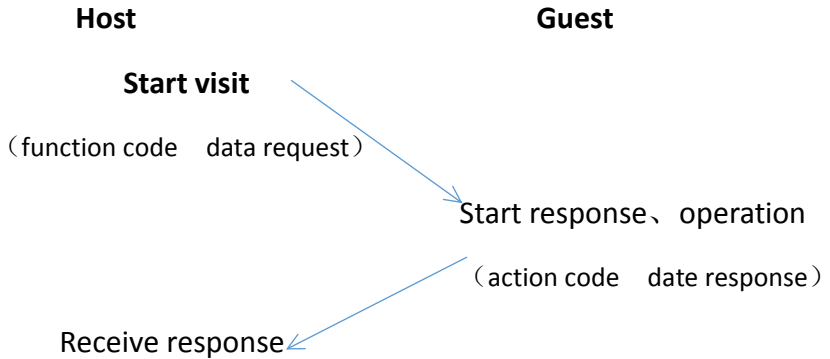 Host Guest
Start visit
（function code data request）
Start response、operation
（action code date response）
Receive response